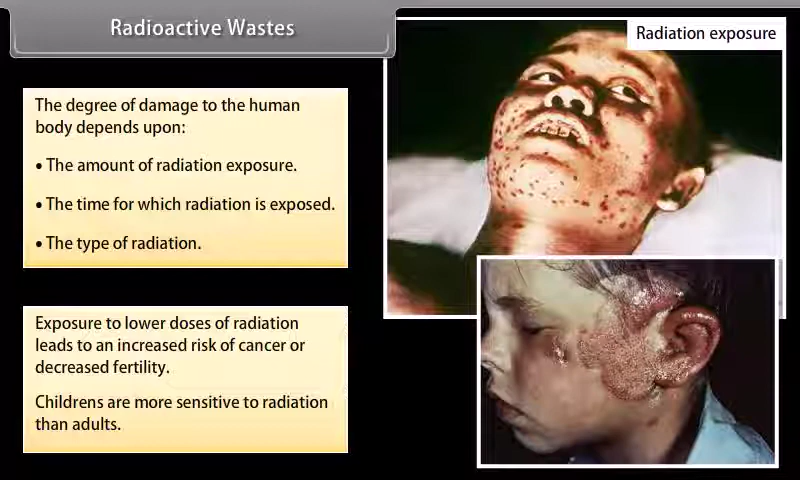 Radioactive Wastes
Radiation exposure
The degree of damage to the human
body depends upon:
• The amount of radiation exposure.
• The time for which radiation is exposed.
• The type of radiation.
Exposure to lower doses of radiation
leads to an increased risk of cancer or
decreased fertility.
Childrens are more sensitive to radiation
than adults.